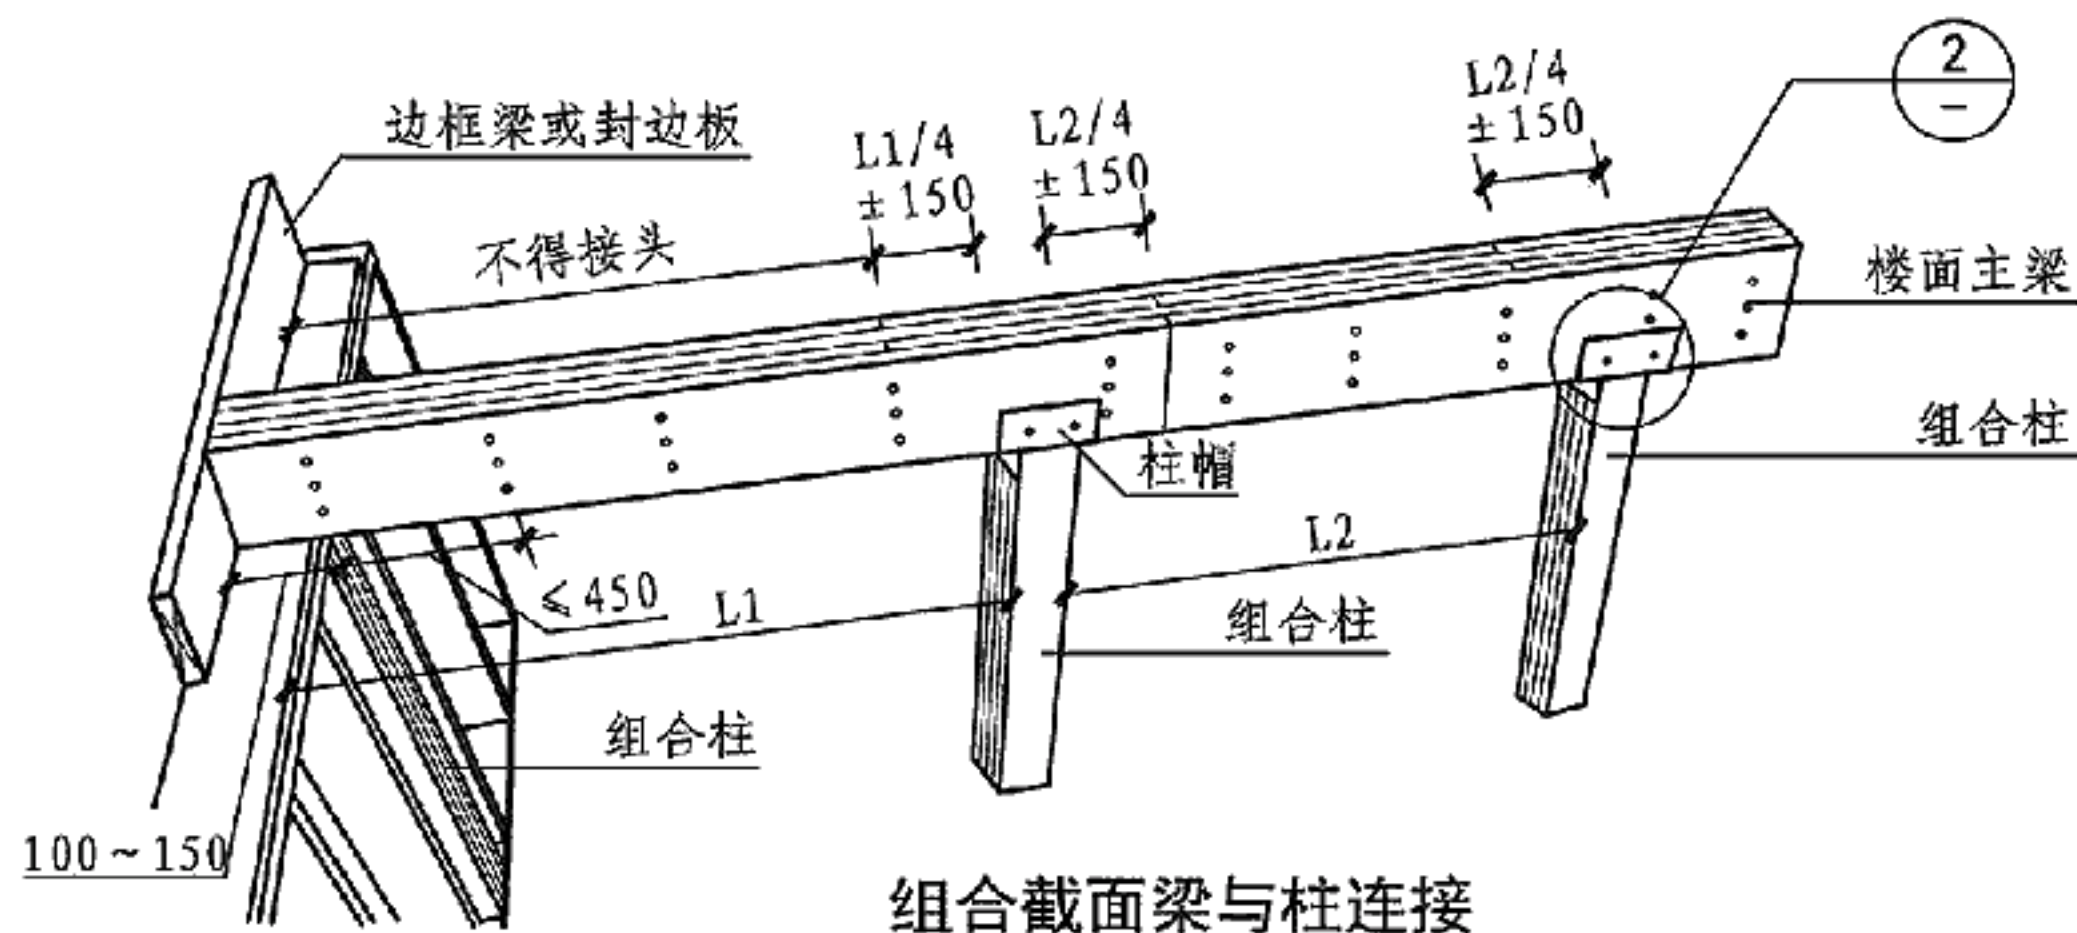 边框梁或封边板
不得接头
L1/4
±150
L2/4
±150
L2/4
±150
2
—
楼面主梁
组合柱
柱帽
L2
≤450
L1
组合柱
组合柱
100~150
组合截面梁与柱连接